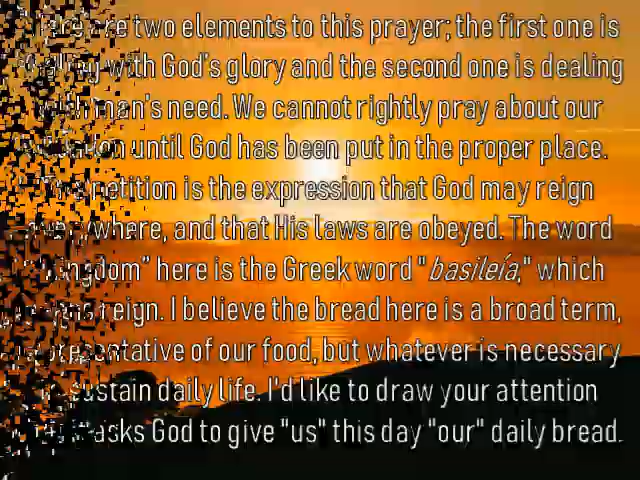 two elements to this prayer; the first one is
with God's glory and the second one is dealing
man's need. We cannot rightly pray about our
until God has been put in the proper place.
petition is the expression that God may reign
everywhere, and that His laws are obeyed. The word
kingdom” here is the Greek word "basileía," which
reign. I believe the bread here is a broad term,
representative of our food, but whatever is necessary
sustain daily life. I'd like to draw your attention
asks God to give "us" this day "our" daily bread.